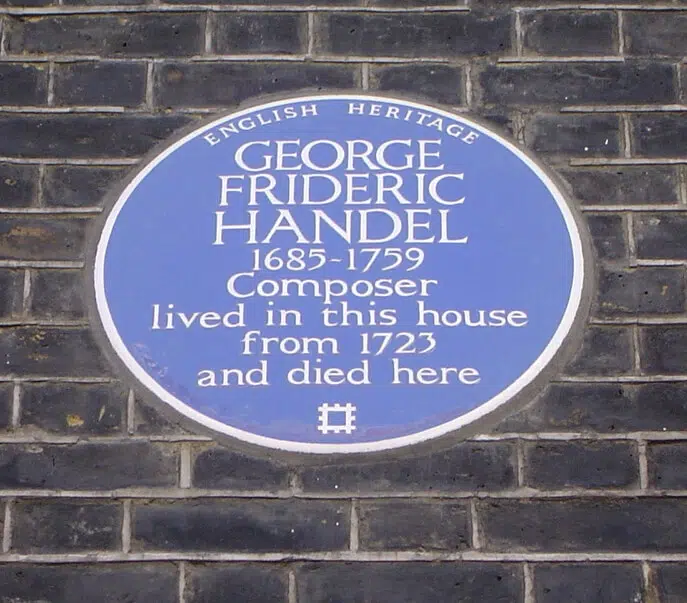 ENGLISH HERITAGE
GEORGE
FRIDERIC
HANDEL
1685-1759
Composer
lived in this house
from 1723
and died here